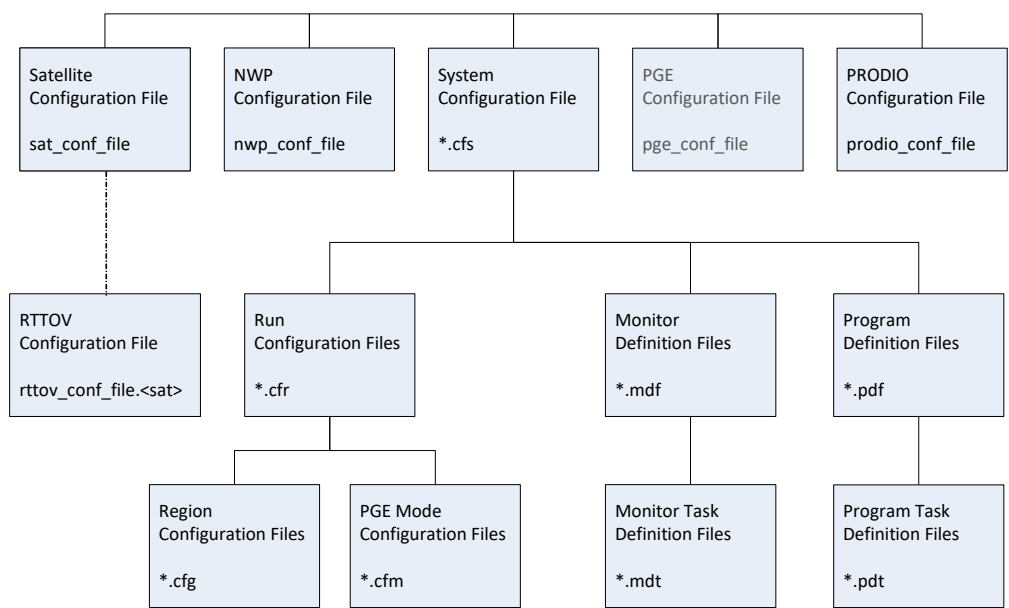 Satellite
Configuration File
sat_conf_file
NWP
Configuration File
nwp_conf_file
System
Configuration File
*.cfs
PGE
Configuration File
pge_conf_file
PRODIO
Configuration File
prodio_conf_file
RTTOV
Configuration File
rttov_conf_file.<sat>
Run
Configuration Files
*.cfr
Monitor
Definition Files
*.mdf
Program
Definition Files
*.pdf
Region
Configuration Files
*.cfg
PGE Mode
Configuration Files
*.cfm
Monitor Task
Definition Files
*.mdt
Program Task
Definition Files
*.pdt